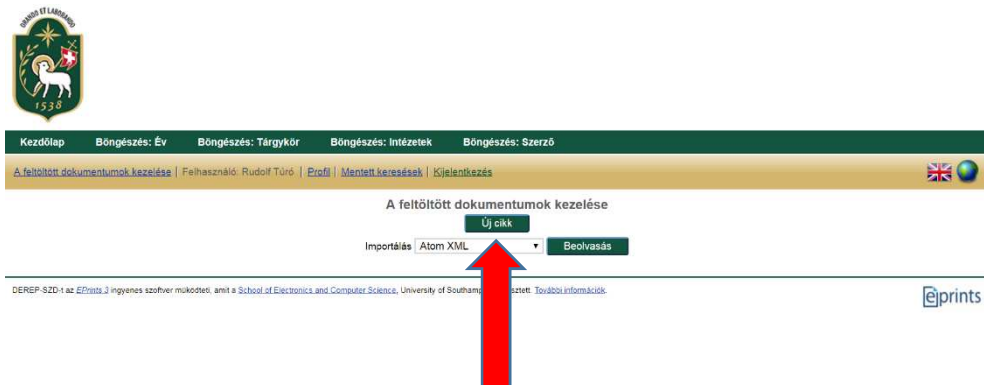 ORANDO ET LABORANDO
1538
Kezdőlap Böngészés: Év Böngészés: Tárgykör Böngészés: Intézetek Böngészés: Szerző
A feltöltött dokumentumok kezelése | Felhasználó: Rudolf Túró | Profil | Mentett keresések | Kijelentkezés
A feltöltött dokumentumok kezelése
Új cikk
Importálás Atom XML Beolvasás
DEREP-SZD-t az EPrints 3 ingyenes szoftver működteti, amit a School of Electronics and Computer Science, University of További információk.
eprints